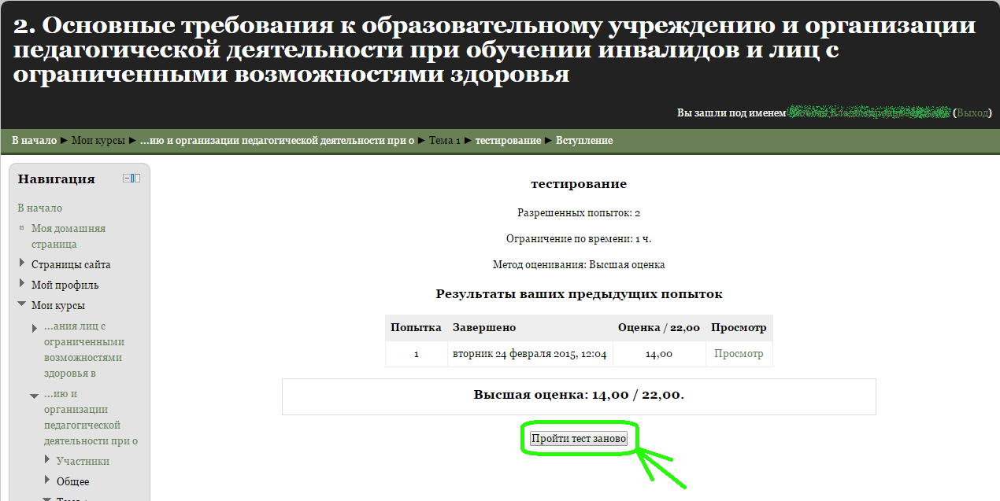 2. Основные требования к образовательному учреждению и организации
педагогической деятельности при обучении инвалидов и лиц с
ограниченными возможностями здоровья
Вы зашли под именем (Выход)
В начало ► Мои курсы ► ...ию и организации педагогической деятельности при о ► Тема 1 ► тестирование ► Вступление
Навигация
В начало
Моя домашняя
страница
Страницы сайта
Мой профиль
Мои курсы
...ания лиц с
ограниченными
возможностями
здоровья в
...ию и
организации
педагогической
деятельности при о
Участники
Общее
тестирование
Разрешенных попыток: 2
Ограничение по времени: 1 ч.
Метод оценивания: Высшая оценка
Результаты ваших предыдущих попыток
Попытка Завершено Оценка / 22,00 Просмотр
1 вторник 24 февраля 2015, 12:04 14,00 Просмотр
Высшая оценка: 14,00 / 22,00.
Пройти тест заново